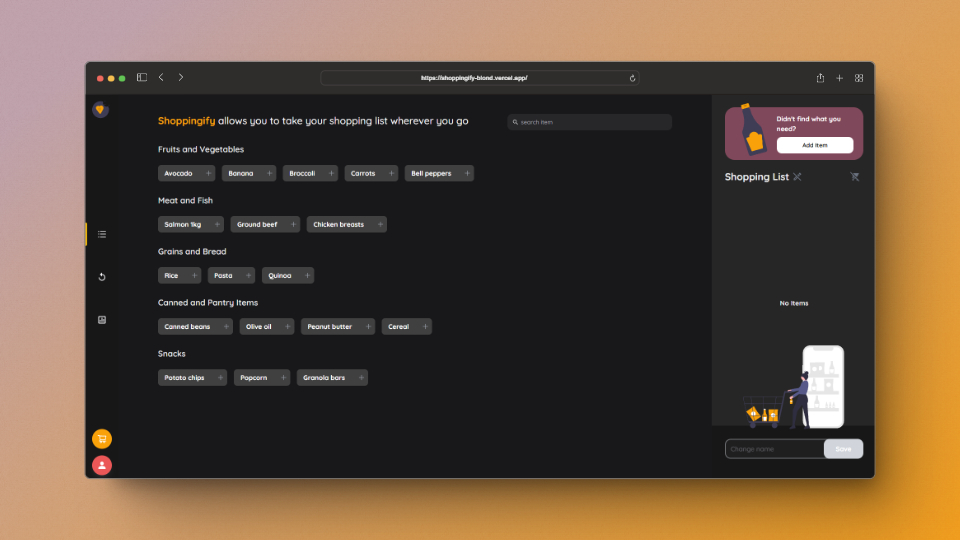 https://shoppingify-blond.vercel.app/
Shoppingify allows you to take your shopping list wherever you go
search item
Fruits and Vegetables
Avocado + Banana + Broccoli + Carrots + Bell peppers +
Meat and Fish
Salmon 1kg + Ground beef + Chicken breasts +
Grains and Bread
Rice + Pasta + Quinoa +
Canned and Pantry Items
Canned beans + Olive oil + Peanut butter + Cereal +
Snacks
Potato chips + Popcorn + Granola bars +
Didn't find what you
need?
Add Item
Shopping List
No Items
Change name
Save